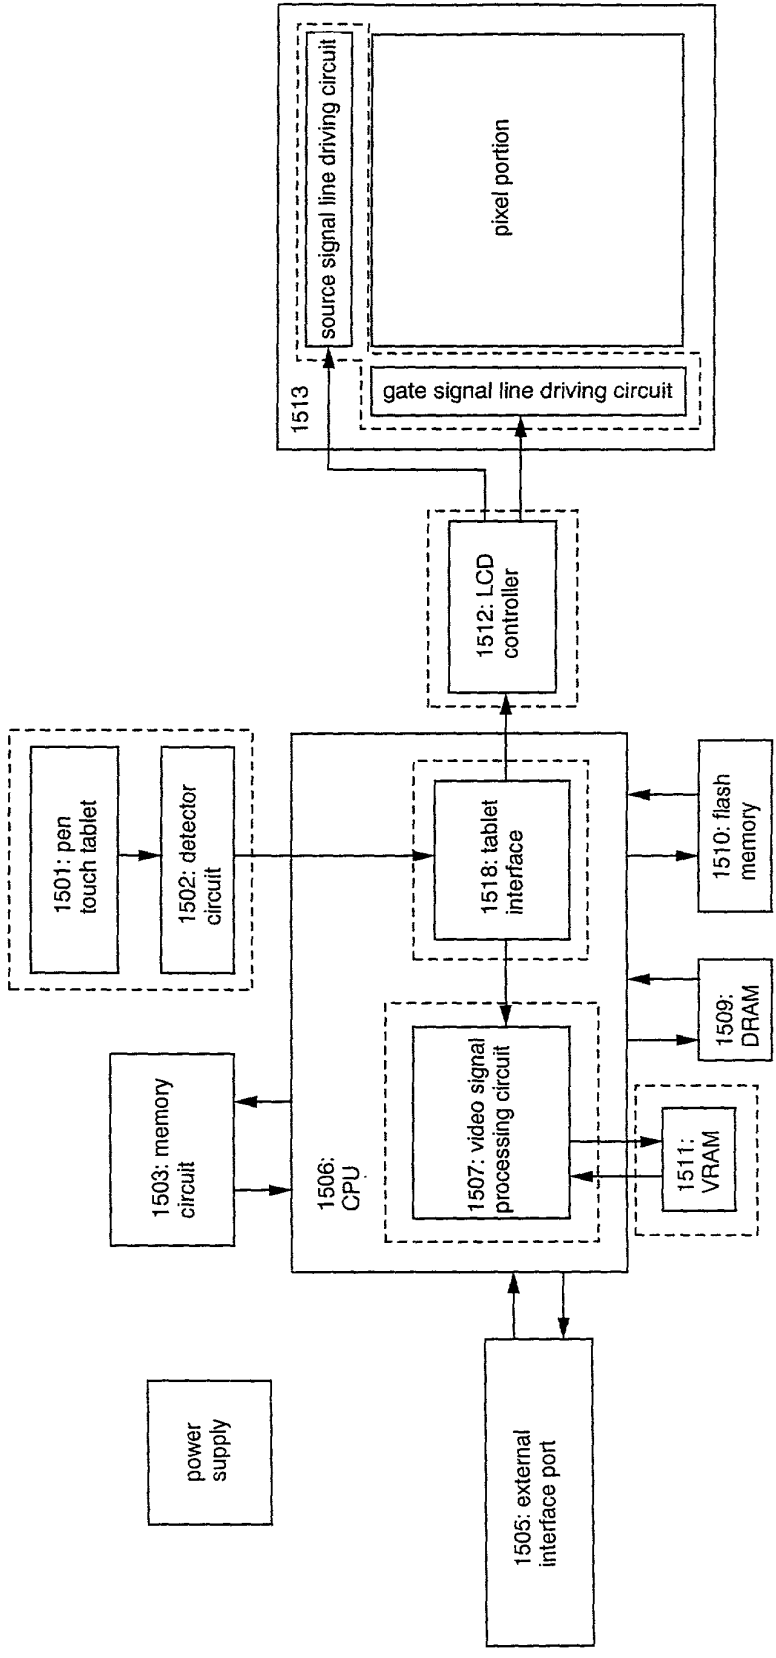 power
supply
1503: memory
circuit
1501: pen
touch tablet
1502: detector
circuit
1505: external
interface port
1506:
CPU
1507: video signal
processing circuit
1518: tablet
interface
1511:
VRAM
1509:
DRAM
1510: flash
memory
1512: LCD
controller
1513
source signal line driving circuit
gate signal line driving circuit
pixel portion